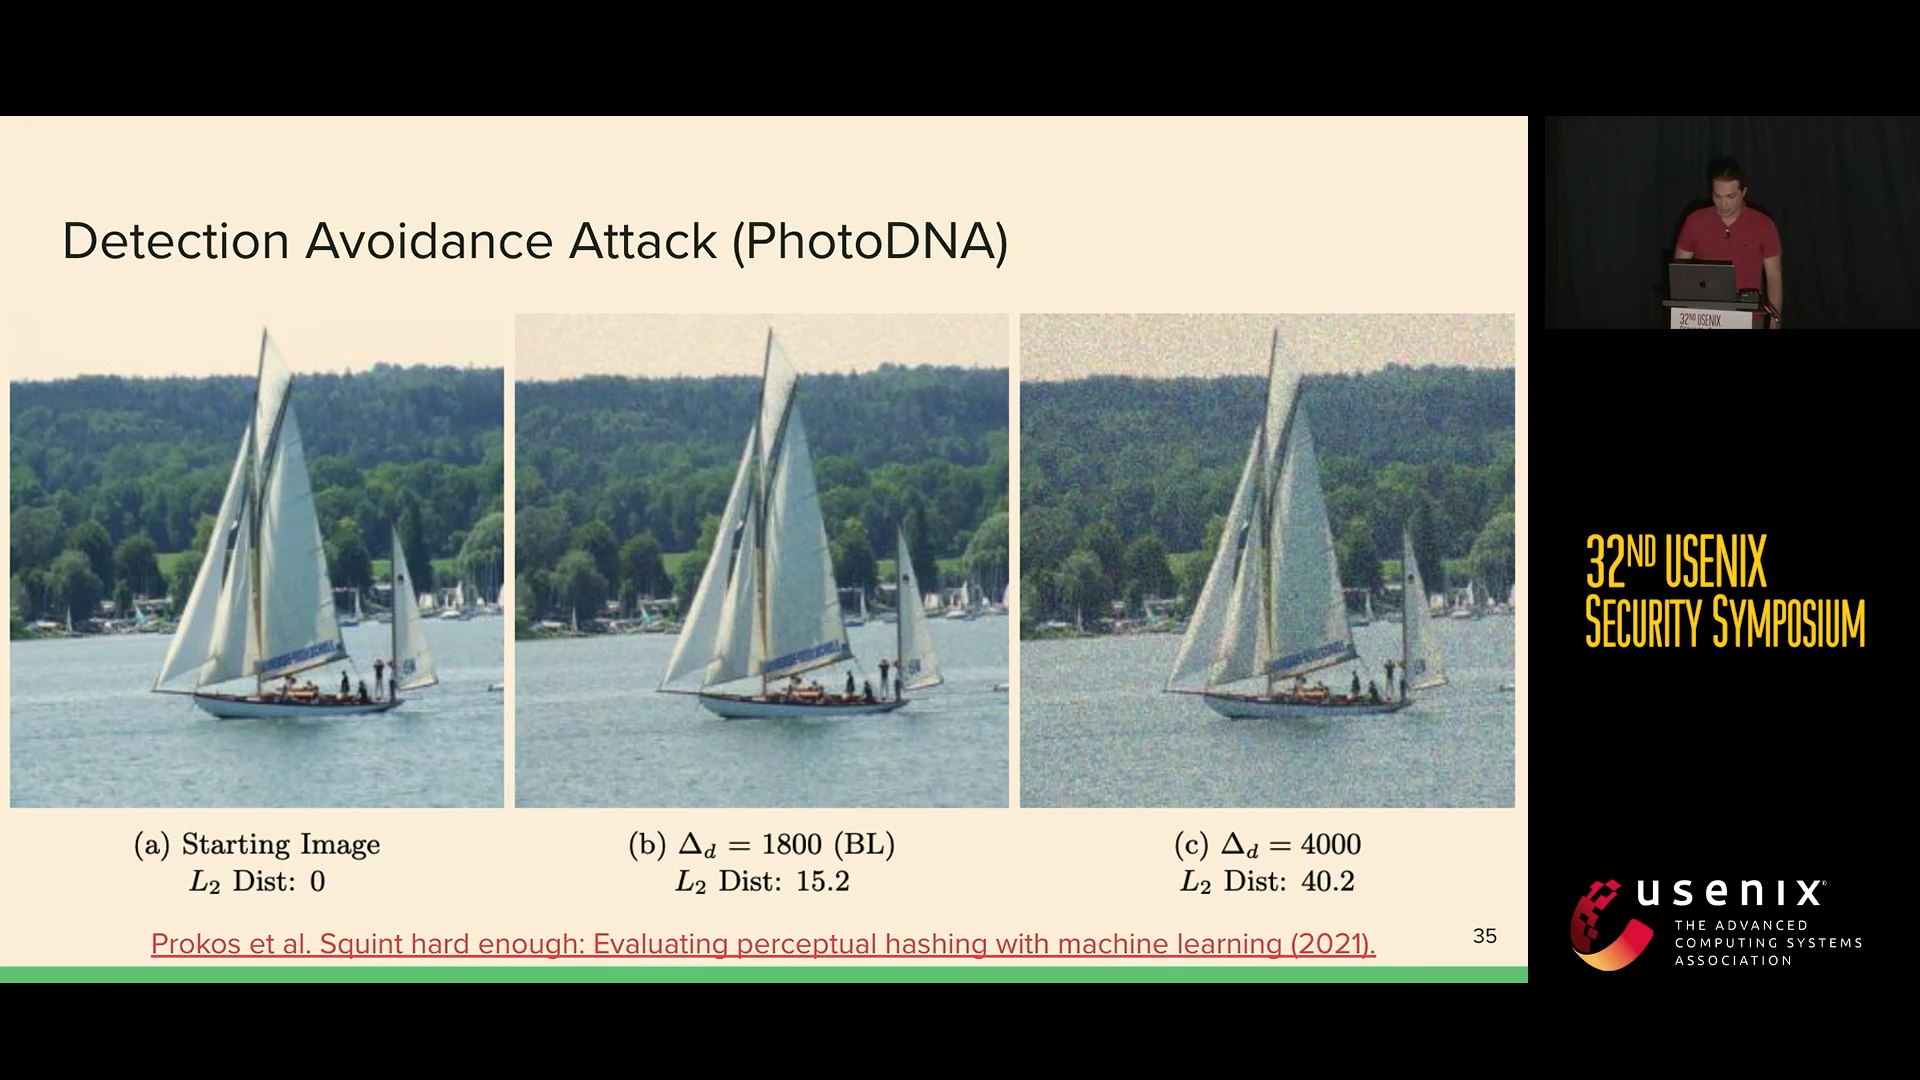 Detection Avoidance Attack (PhotoDNA)
(a) Starting Image
L₂ Dist: 0
(b) Δd = 1800 (BL)
L₂ Dist: 15.2
(c) Δd = 4000
L₂ Dist: 40.2
Prokos et al. Squint hard enough: Evaluating perceptual hashing with machine learning (2021).
35
32ND USENIX
32ND USENIX
SECURITY SYMPOSIUM
usenix®
THE ADVANCED
COMPUTING SYSTEMS
ASSOCIATION